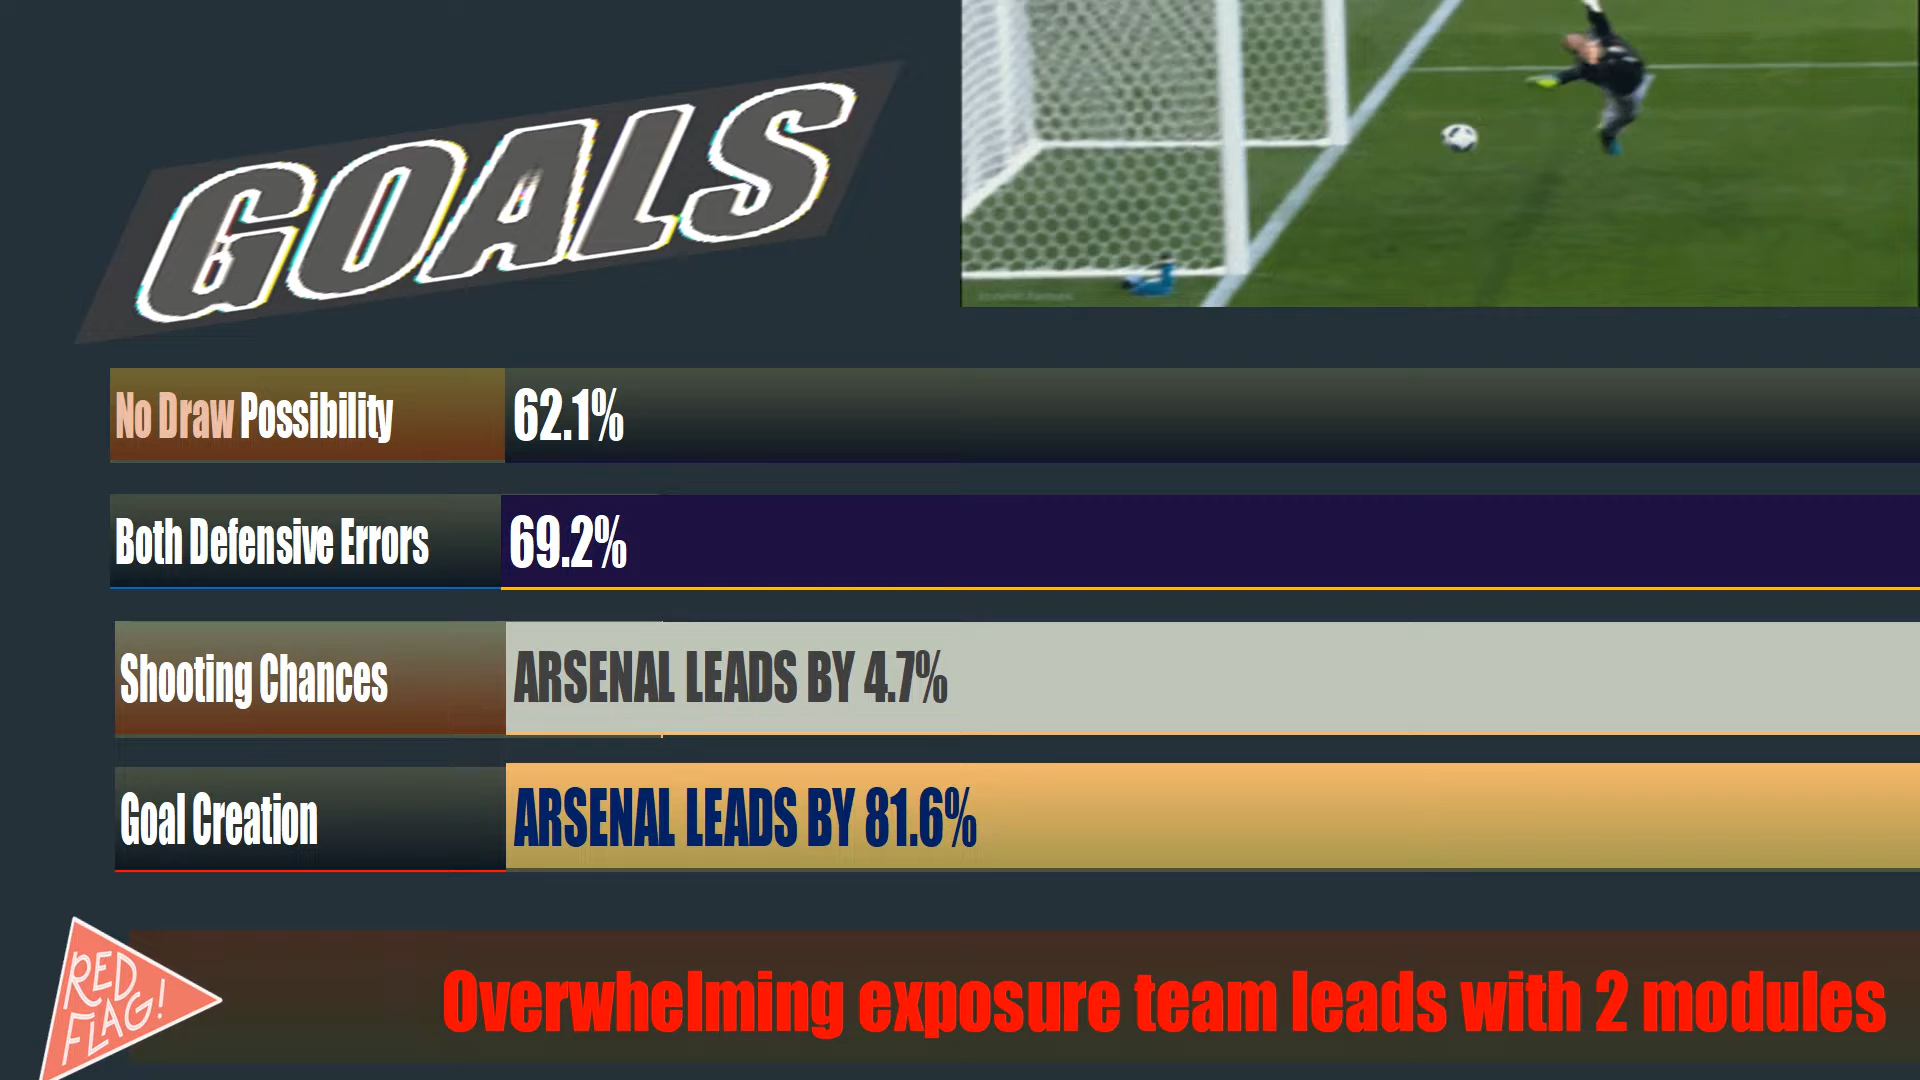 GOALS
No Draw Possibility 62.1%
Both Defensive Errors 69.2%
Shooting Chances ARSENAL LEADS BY 4.7%
Goal Creation ARSENAL LEADS BY 81.6%
RED
FLAG!
Overwhelming exposure team leads with 2 modules